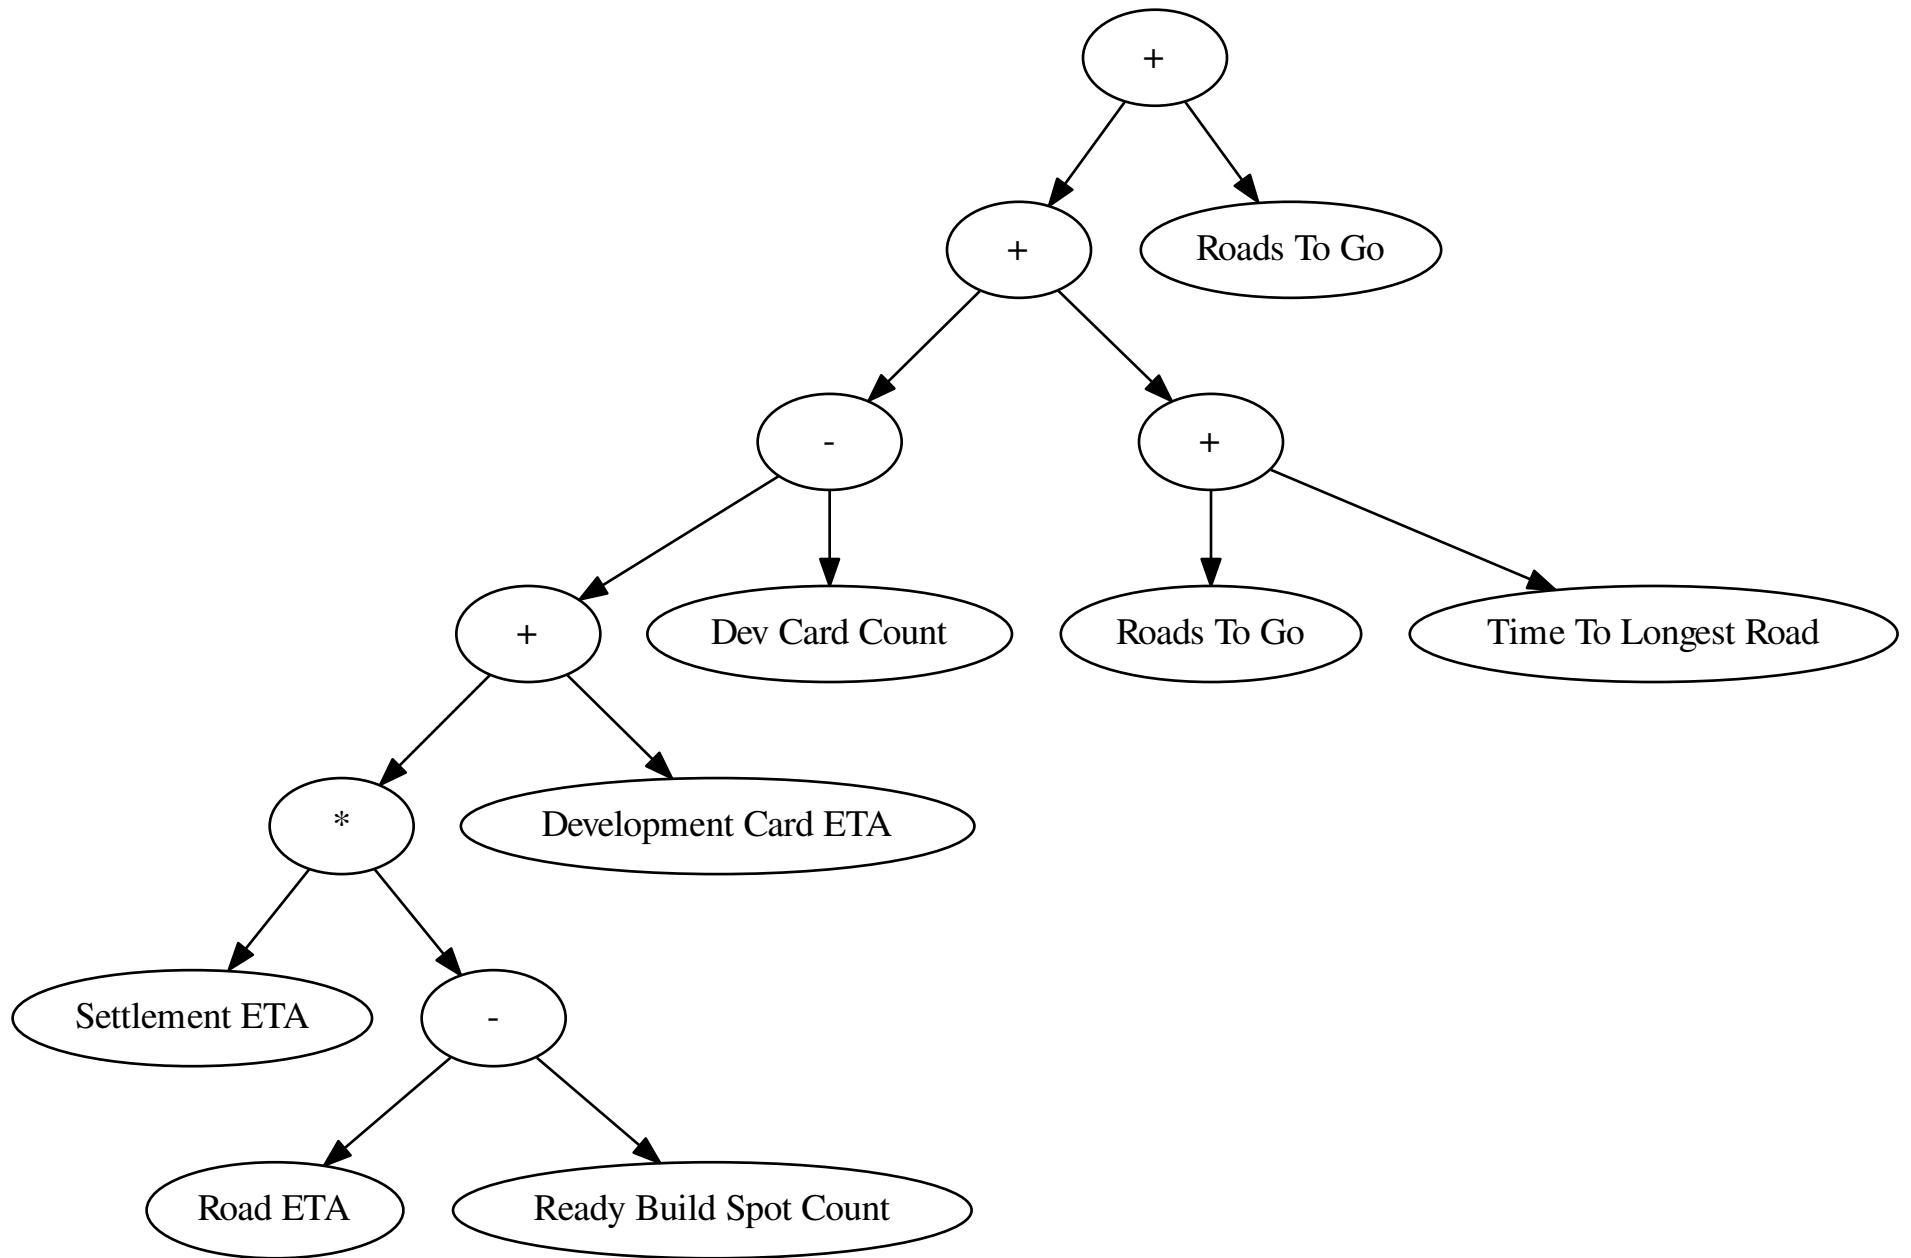 +
+
Roads To Go
-
+
+
Dev Card Count
Roads To Go
Time To Longest Road
*
Development Card ETA
Settlement ETA
-
Road ETA
Ready Build Spot Count